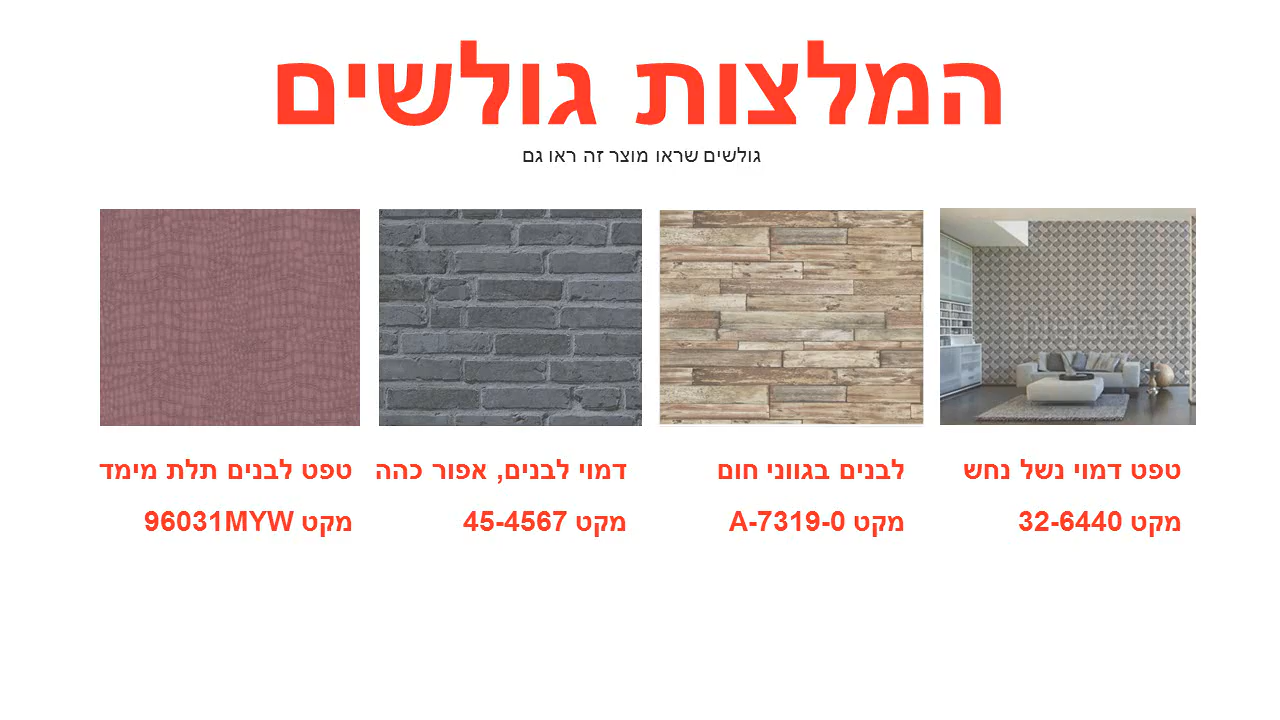 המלצות גולשים
גולשים שראו מוצר זה ראו גם
טפט דמוי נשל נחש
מקט 32-6440
לבנים בגווני חום
מקט A-7319-0
דמוי לבנים, אפור כהה
מקט 45-4567
טפט לבנים תלת מימד
מקט 96031MYW